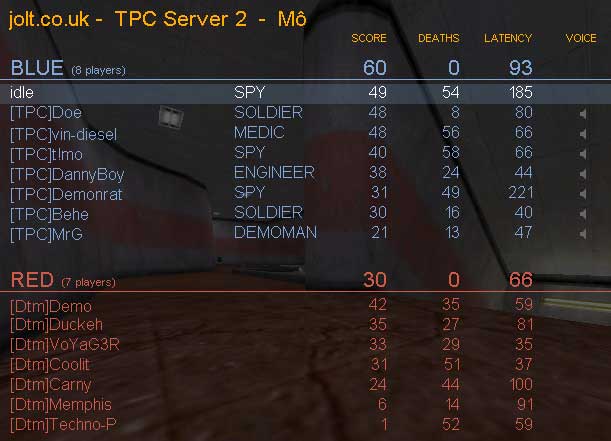 jolt.co.uk - TPC Server 2 - Mô
SCORE DEATHS LATENCY VOICE
BLUE (8 players) 60 0 93
idle SPY 49 54 185
[TPC]Doe SOLDIER 48 8 80
[TPC]vin-diesel MEDIC 48 56 66
[TPC]t!mo SPY 40 58 66
[TPC]DannyBoy ENGINEER 38 24 44
[TPC]Demonrat SPY 31 49 221
[TPC]Behe SOLDIER 30 16 40
[TPC]MrG DEMOMAN 21 13 47
RED (7 players) 30 0 66
[Dtm]Demo 42 35 59
[Dtm]Duckeh 35 27 81
[Dtm]VoYaG3R 33 29 35
[Dtm]Coolit 31 51 37
[Dtm]Carny 24 44 100
[Dtm]Memphis 6 14 91
[Dtm]Techno-P 1 52 59